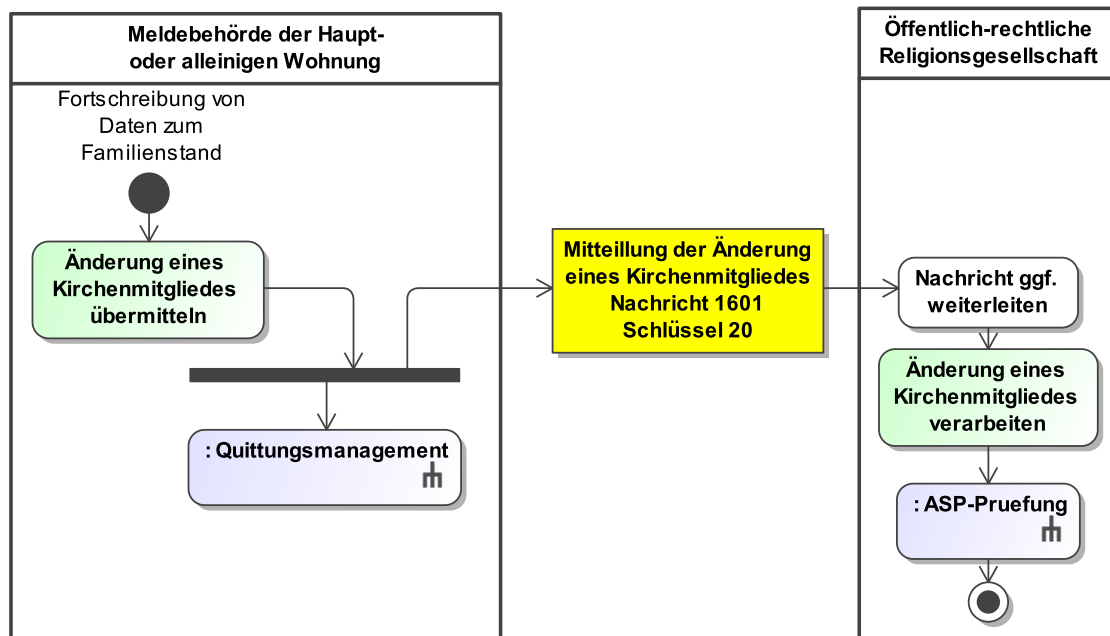 Meldebehörde der Haupt-
oder alleinigen Wohnung
Fortschreibung von
Daten zum
Familienstand
Änderung eines
Kirchenmitgliedes
übermitteln
: Quittungsmanagement
Mitteillung der Änderung
eines Kirchenmitgliedes
Nachricht 1601
Schlüssel 20
Öffentlich-rechtliche
Religionsgesellschaft
Nachricht ggf.
weiterleiten
Änderung eines
Kirchenmitgliedes
verarbeiten
: ASP-Pruefung